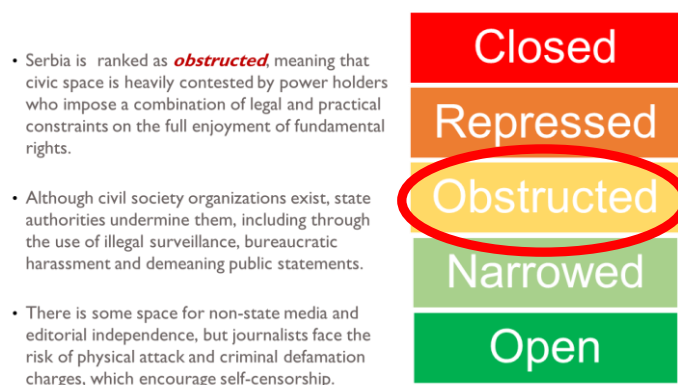 • Serbia is ranked as obstructed, meaning that
civic space is heavily contested by power holders
who impose a combination of legal and practical
constraints on the full enjoyment of fundamental
rights.
• Although civil society organizations exist, state
authorities undermine them, including through
the use of illegal surveillance, bureaucratic
harassment and demeaning public statements.
• There is some space for non-state media and
editorial independence, but journalists face the
risk of physical attack and criminal defamation
charges, which encourage self-censorship.
Closed
Repressed
Obstructed
Narrowed
Open